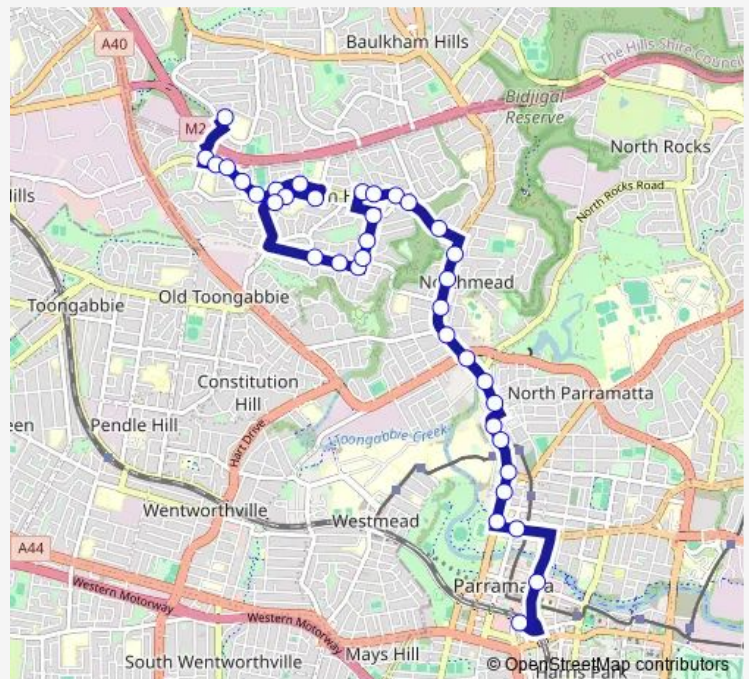 A40
Baulkham Hills
The Hills Shire Council
M2
Bidjigal
Reserve
North Rocks
North Rocks Road
ills
n H
Northmead
Toongabbie
Old Toongabbie
Constitution
Hill
North Parramatta
een
Pendle Hill
Hart Drive
Toongabbie Creek
Wentworthville
Westmead
A44
Parramatta
Western Motorway
Western Motorway
South Wentworthville
Mays Hill
© OpenStreetMap contributors
Harris Park